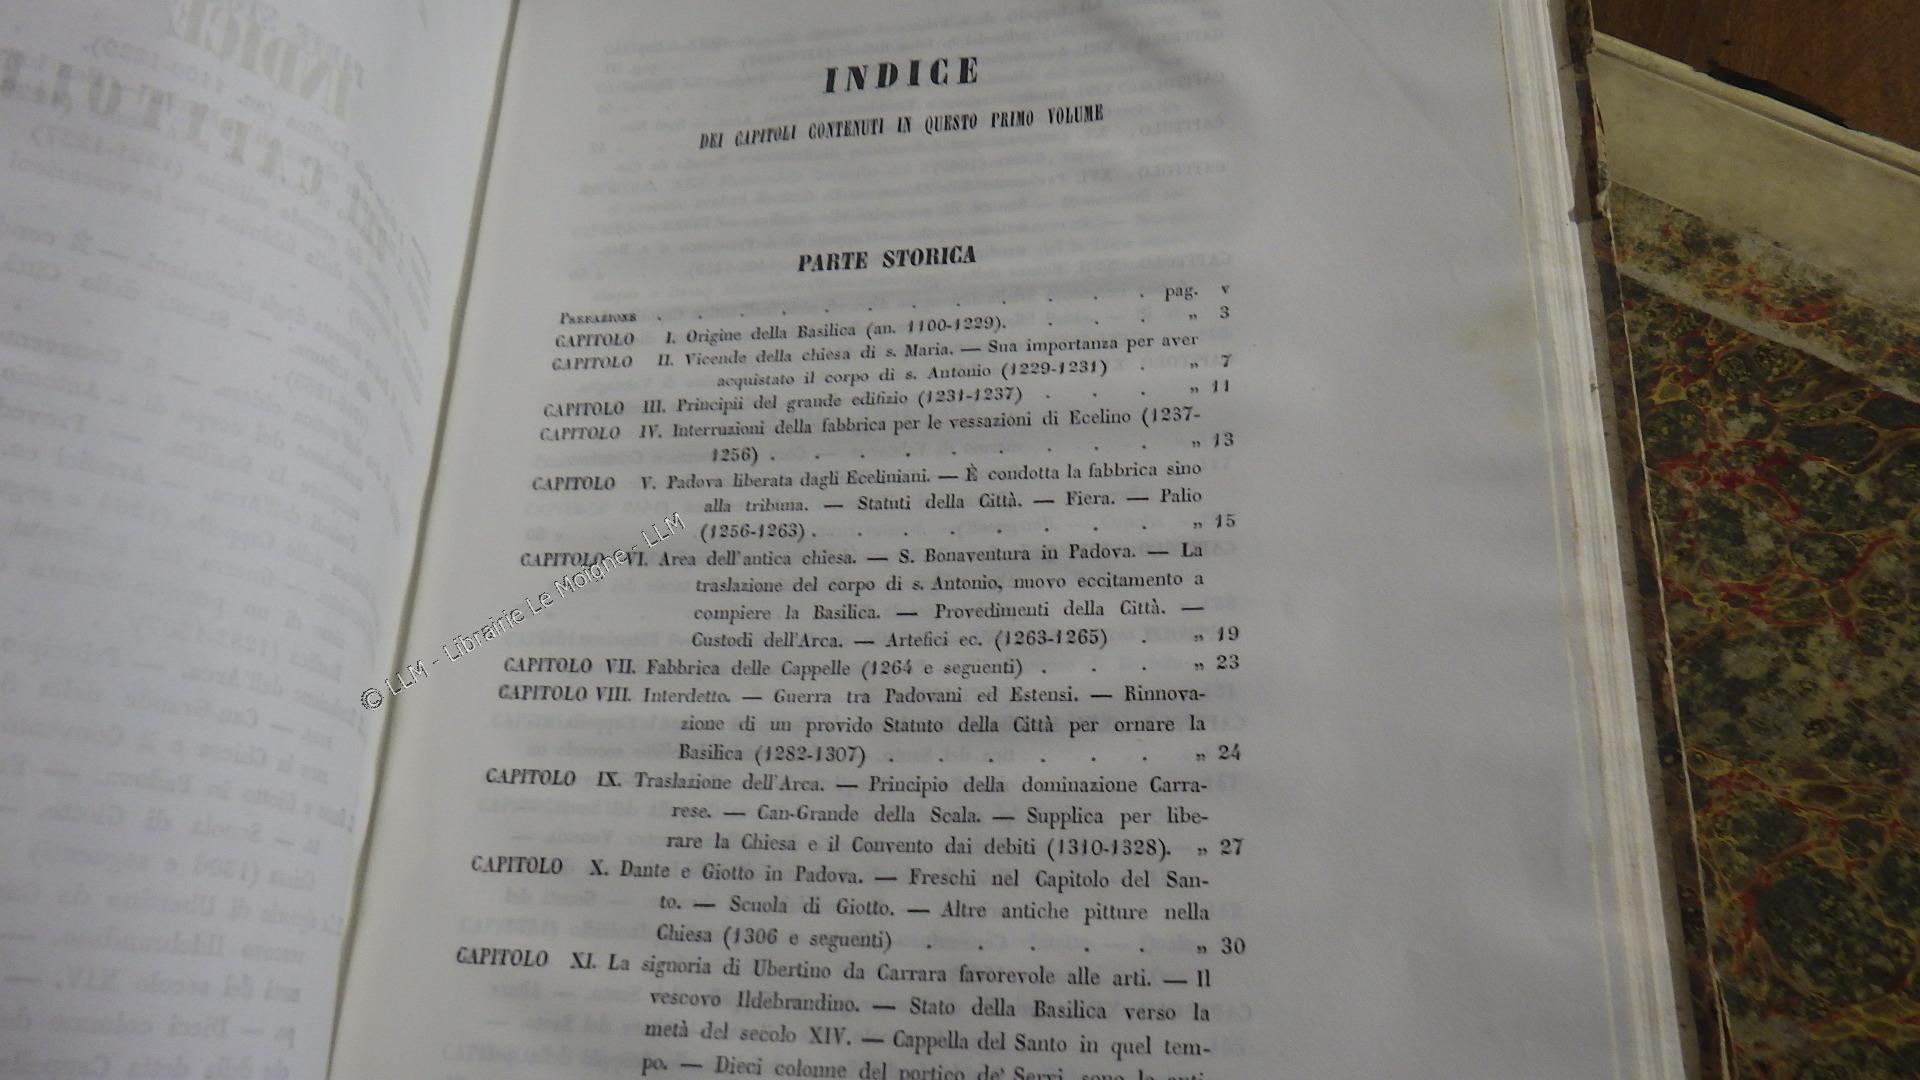 INDICE
DEI CAPITOLI CONTENUTI IN QUESTO PRIMO VOLUME
PARTE STORICA
PREFAZIONE . . . . . . . . . . . . pag. v
CAPITOLO I. Origine della Basilica (an. 1100-1229). . . . „ 3
CAPITOLO II. Vicende della chiesa di s. Maria. — Sua importanza per aver
acquistato il corpo di s. Antonio (1229-1231) . „ 7
CAPITOLO III. Principii del grande edifizio (1231-1237) . . . „ 11
CAPITOLO IV. Interruzioni della fabbrica per le vessazioni di Ecelino (1237-
1256) . . . . . . . . . „ 13
CAPITOLO V. Padova liberata dagli Eceliniani. — È condotta la fabbrica sino
alla tribuna. — Statuti della Città. — Fiera. — Palio
(1256-1263) . . . . . . . . „ 15
CAPITOLO VI. Area dell'antica chiesa. — S. Bonaventura in Padova. — La
traslazione del corpo di s. Antonio, nuovo eccitamento a
compiere la Basilica. — Provedimenti della Città. —
Custodi dell'Arca. — Artefici ec. (1263-1265) . „ 19
CAPITOLO VII. Fabbrica delle Cappelle (1264 e seguenti) . . . „ 23
CAPITOLO VIII. Interdetto. — Guerra tra Padovani ed Estensi. — Rinnova-
zione di un provido Statuto della Città per ornare la
Basilica (1282-1307) . . . . . . „ 24
CAPITOLO IX. Traslazione dell'Arca. — Principio della dominazione Carra-
rese. — Can-Grande della Scala. — Supplica per libe-
rare la Chiesa e il Convento dai debiti (1310-1328). „ 27
CAPITOLO X. Dante e Giotto in Padova. — Freschi nel Capitolo del San-
to. — Scuola di Giotto. — Altre antiche pitture nella
Chiesa (1306 e seguenti) . . . . . „ 30
CAPITOLO XI. La signoria di Ubertino da Carrara favorevole alle arti. — Il
vescovo Ildebrandino. — Stato della Basilica verso la
metà del secolo XIV. — Cappella del Santo in quel tem-
po. — Dieci colonne del portico de' Servi sono le anti-
© LLM - Librairie Le Moigne - LLM